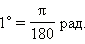 1° = π/180 рад.